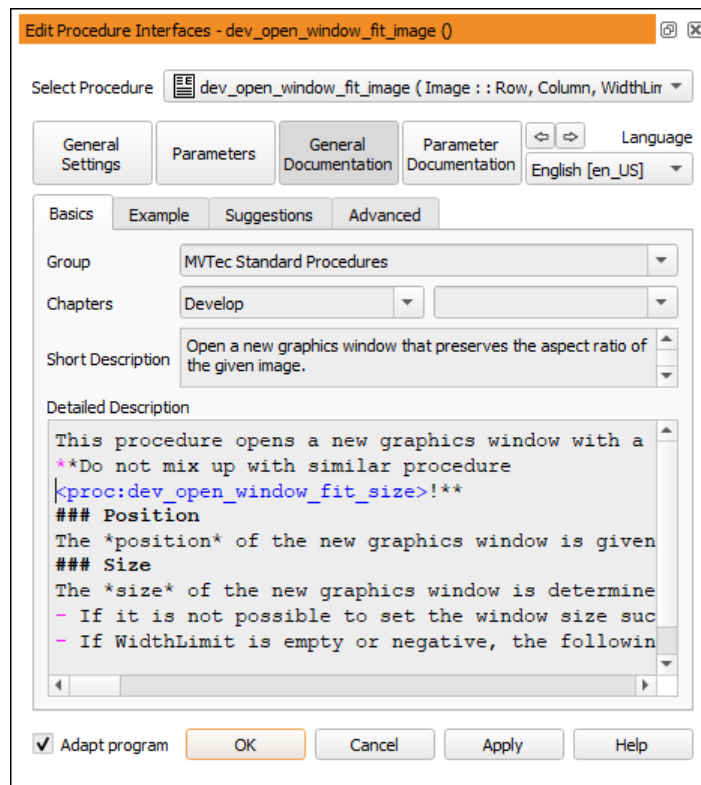 Edit Procedure Interfaces - dev_open_window_fit_image ()
Select Procedure dev_open_window_fit_image ( Image : : Row, Column, WidthLim
General Settings
Parameters
General Documentation
Parameter Documentation
Language
English [en_US]
Basics Example Suggestions Advanced
Group MVTec Standard Procedures
Chapters Develop
Short Description
Open a new graphics window that preserves the aspect ratio of
the given image.
Detailed Description
This procedure opens a new graphics window with a
**Do not mix up with similar procedure
<proc:dev_open_window_fit_size>!**
### Position
The *position* of the new graphics window is given
### Size
The *size* of the new graphics window is determine
- If it is not possible to set the window size suc
- If WidthLimit is empty or negative, the followin
Adapt program OK Cancel Apply Help